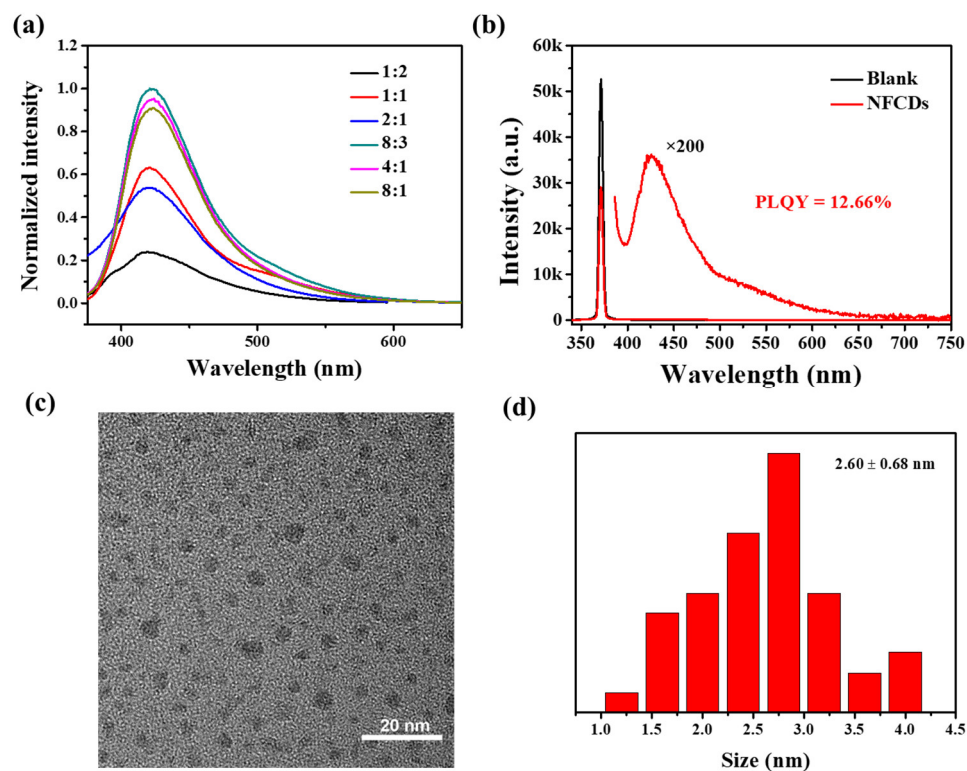 (a)
1.2
1.0
0.8
0.6
0.4
0.2
0.0
Normalized intensity
400
500
600
Wavelength (nm)
1:2
1:1
2:1
8:3
4:1
8:1
(b)
60k
50k
40k
30k
20k
10k
0
Intensity (a.u.)
350 400 450 500 550 600 650 700 750
Wavelength (nm)
Blank
NFCDs
×200
PLQY = 12.66%
(c)
20 nm
(d)
2.60 ± 0.68 nm
1.0 1.5 2.0 2.5 3.0 3.5 4.0 4.5
Size (nm)